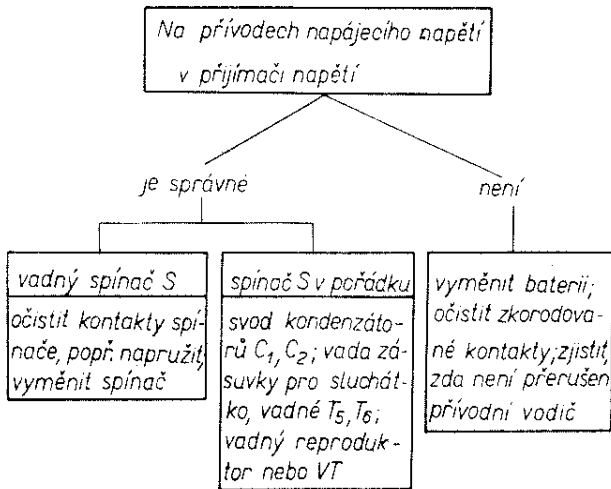 Na přívodech napájecího napětí
v přijímači napětí
je správné
není
vadný spínač S
očistit kontakty spí-
nače, popř. napružit,
vyměnit spínač
spínač S v pořádku
svod kondenzáto-
rů C₁, C₂; vada zá-
suvky pro sluchát-
ko, vadné T₅, T₆;
vadný reproduk-
tor nebo VT
vyměnit baterii;
očistit zkorodova-
né kontakty; zjistit,
zda není přerušen
přívodní vodič